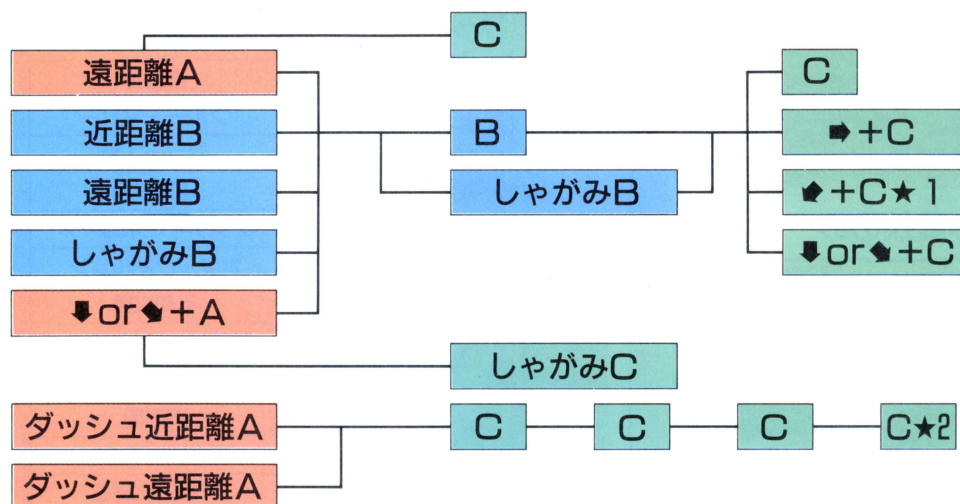 C
遠距離A
C
近距離B
B
➡+C
遠距離B
しゃがみB
⬋+C★1
しゃがみB
⬇or⬊+C
⬇or⬊+A
しゃがみC
ダッシュ近距離A
C
C
C
C★2
ダッシュ遠距離A